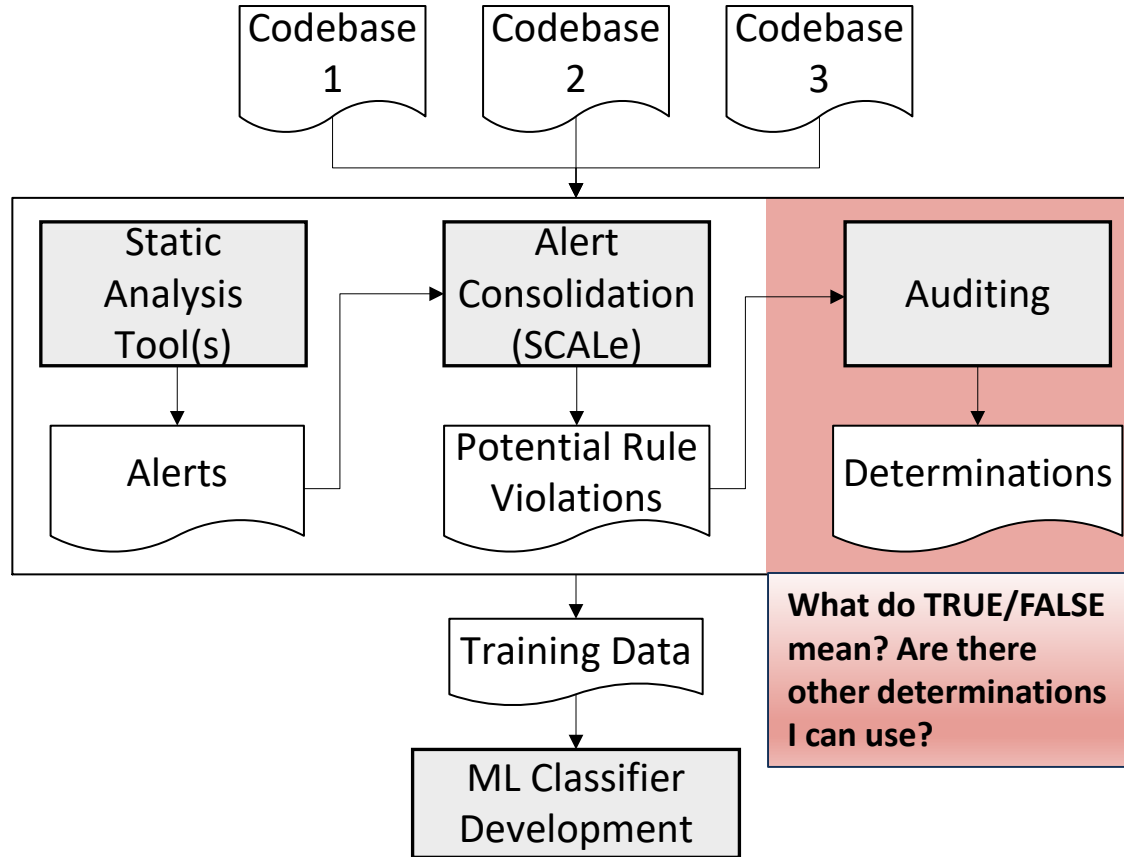 Codebase
1
Codebase
2
Codebase
3
Static
Analysis
Tool(s)
Alert
Consolidation
(SCALe)
Auditing
Alerts
Potential Rule
Violations
Determinations
What do TRUE/FALSE
mean? Are there
other determinations
I can use?
Training Data
ML Classifier
Development